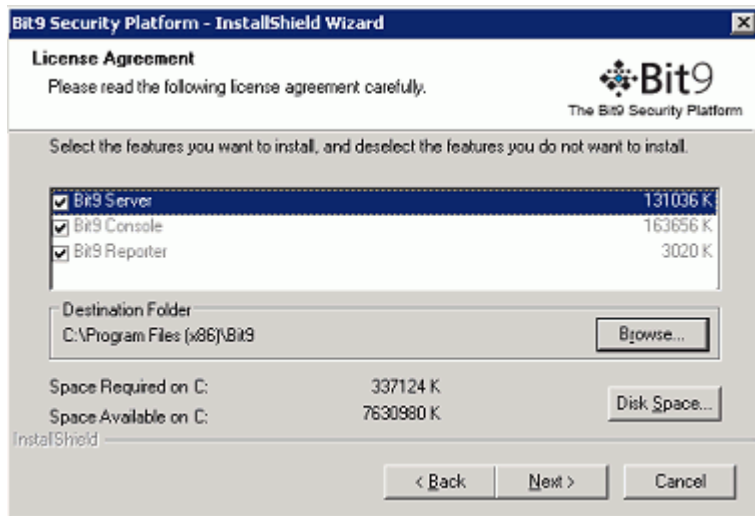 Bit9 Security Platform - InstallShield Wizard
License Agreement
Please read the following license agreement carefully.
Bit9
The Bit9 Security Platform
Select the features you want to install, and deselect the features you do not want to install.
Bit9 Server 131036 K
Bit9 Console 163656 K
Bit9 Reporter 3020 K
Destination Folder
C:\Program Files (x86)\Bit9
Browse...
Space Required on C: 337124 K
Space Available on C: 7630980 K
Disk Space...
InstallShield
< Back Next > Cancel